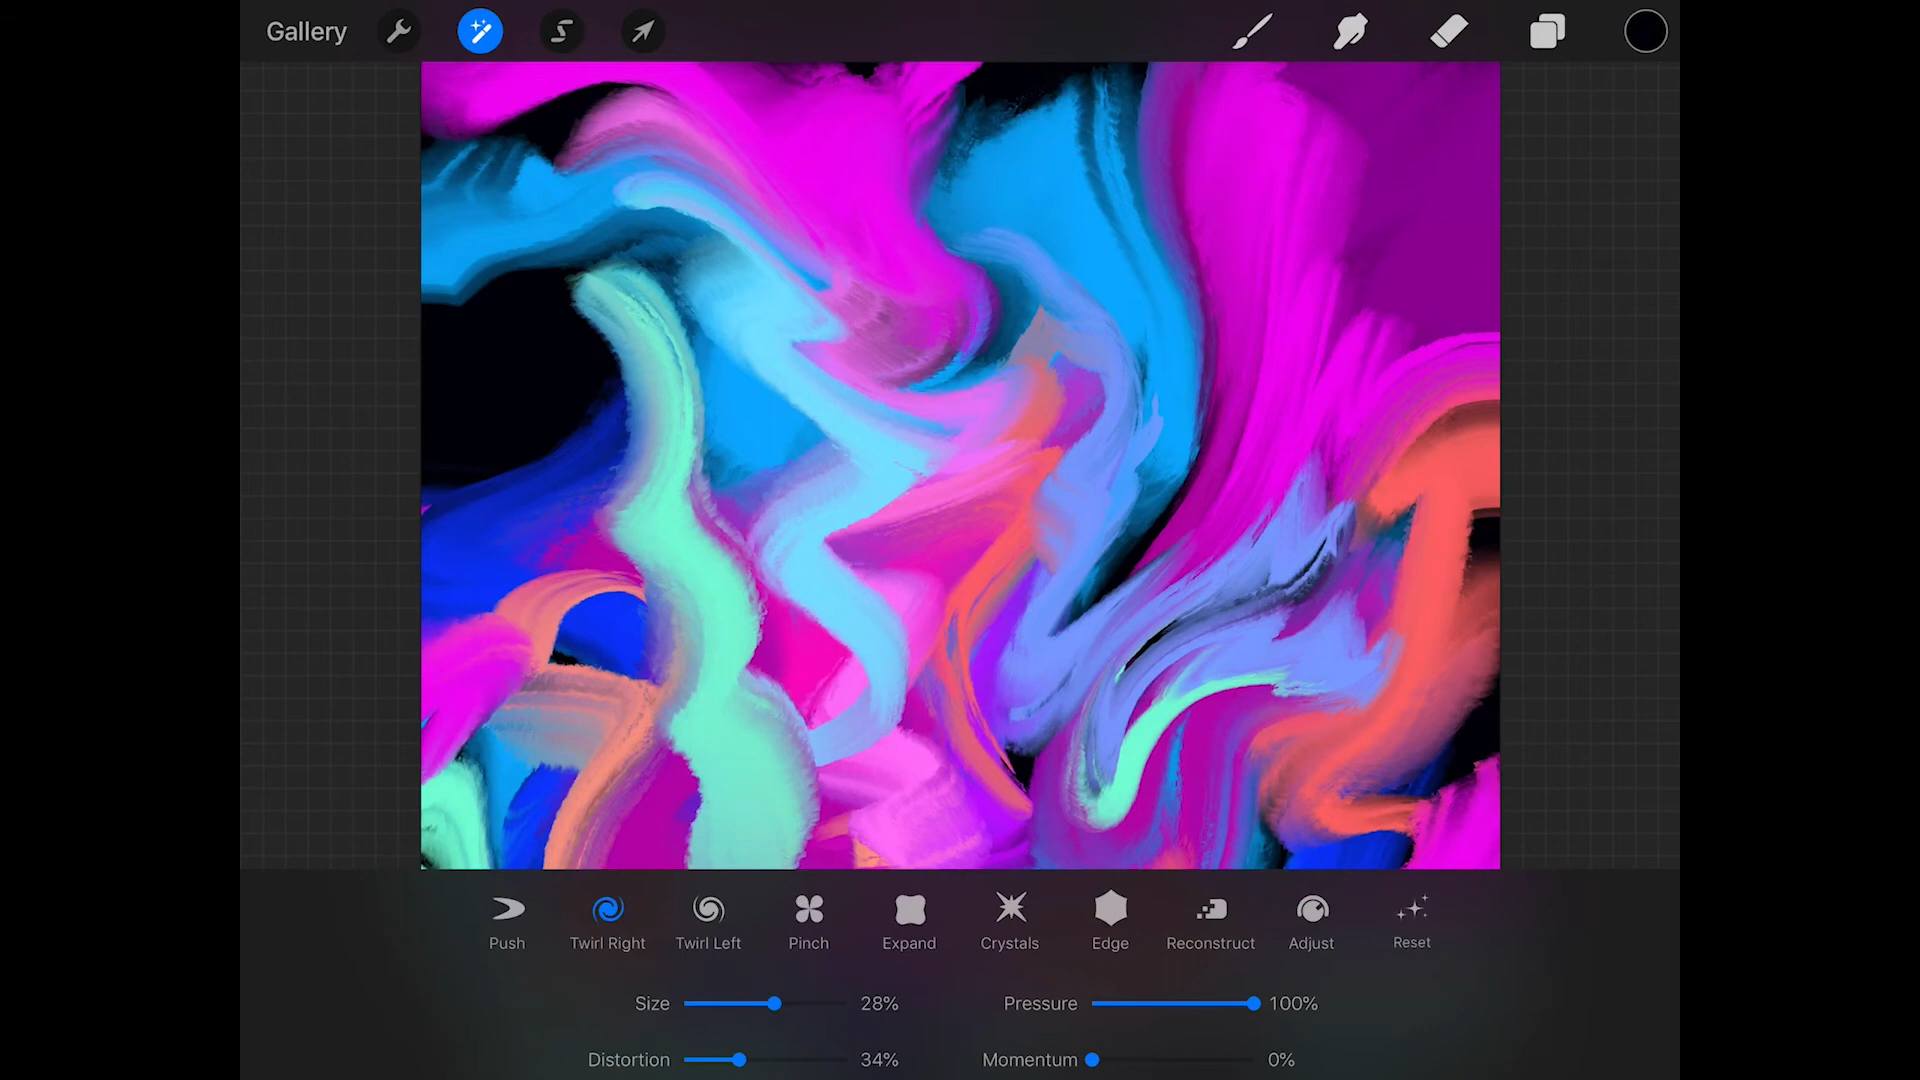 Gallery
Push Twirl Right Twirl Left Pinch Expand Crystals Edge Reconstruct Adjust Reset
Size 28% Pressure 100%
Distortion 34% Momentum 0%